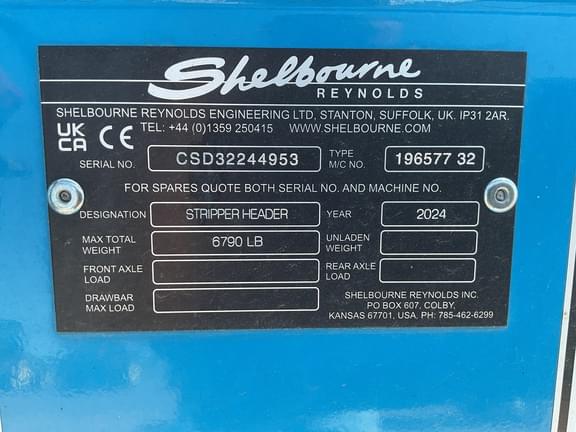 Shelbourne
REYNOLDS
SHELBOURNE REYNOLDS ENGINEERING LTD, STANTON, SUFFOLK, UK. IP31 2AR.
TEL: +44 (0)1359 250415 WWW.SHELBOURNE.COM
UK
CA CE
SERIAL NO. CSD32244953 TYPE M/C NO. 196577 32
FOR SPARES QUOTE BOTH SERIAL NO. AND MACHINE NO.
DESIGNATION STRIPPER HEADER YEAR 2024
MAX TOTAL WEIGHT 6790 LB UNLADEN WEIGHT
FRONT AXLE LOAD REAR AXLE LOAD
DRAWBAR MAX LOAD
SHELBOURNE REYNOLDS INC.
PO BOX 607, COLBY,
KANSAS 67701, USA. PH: 785-462-6299